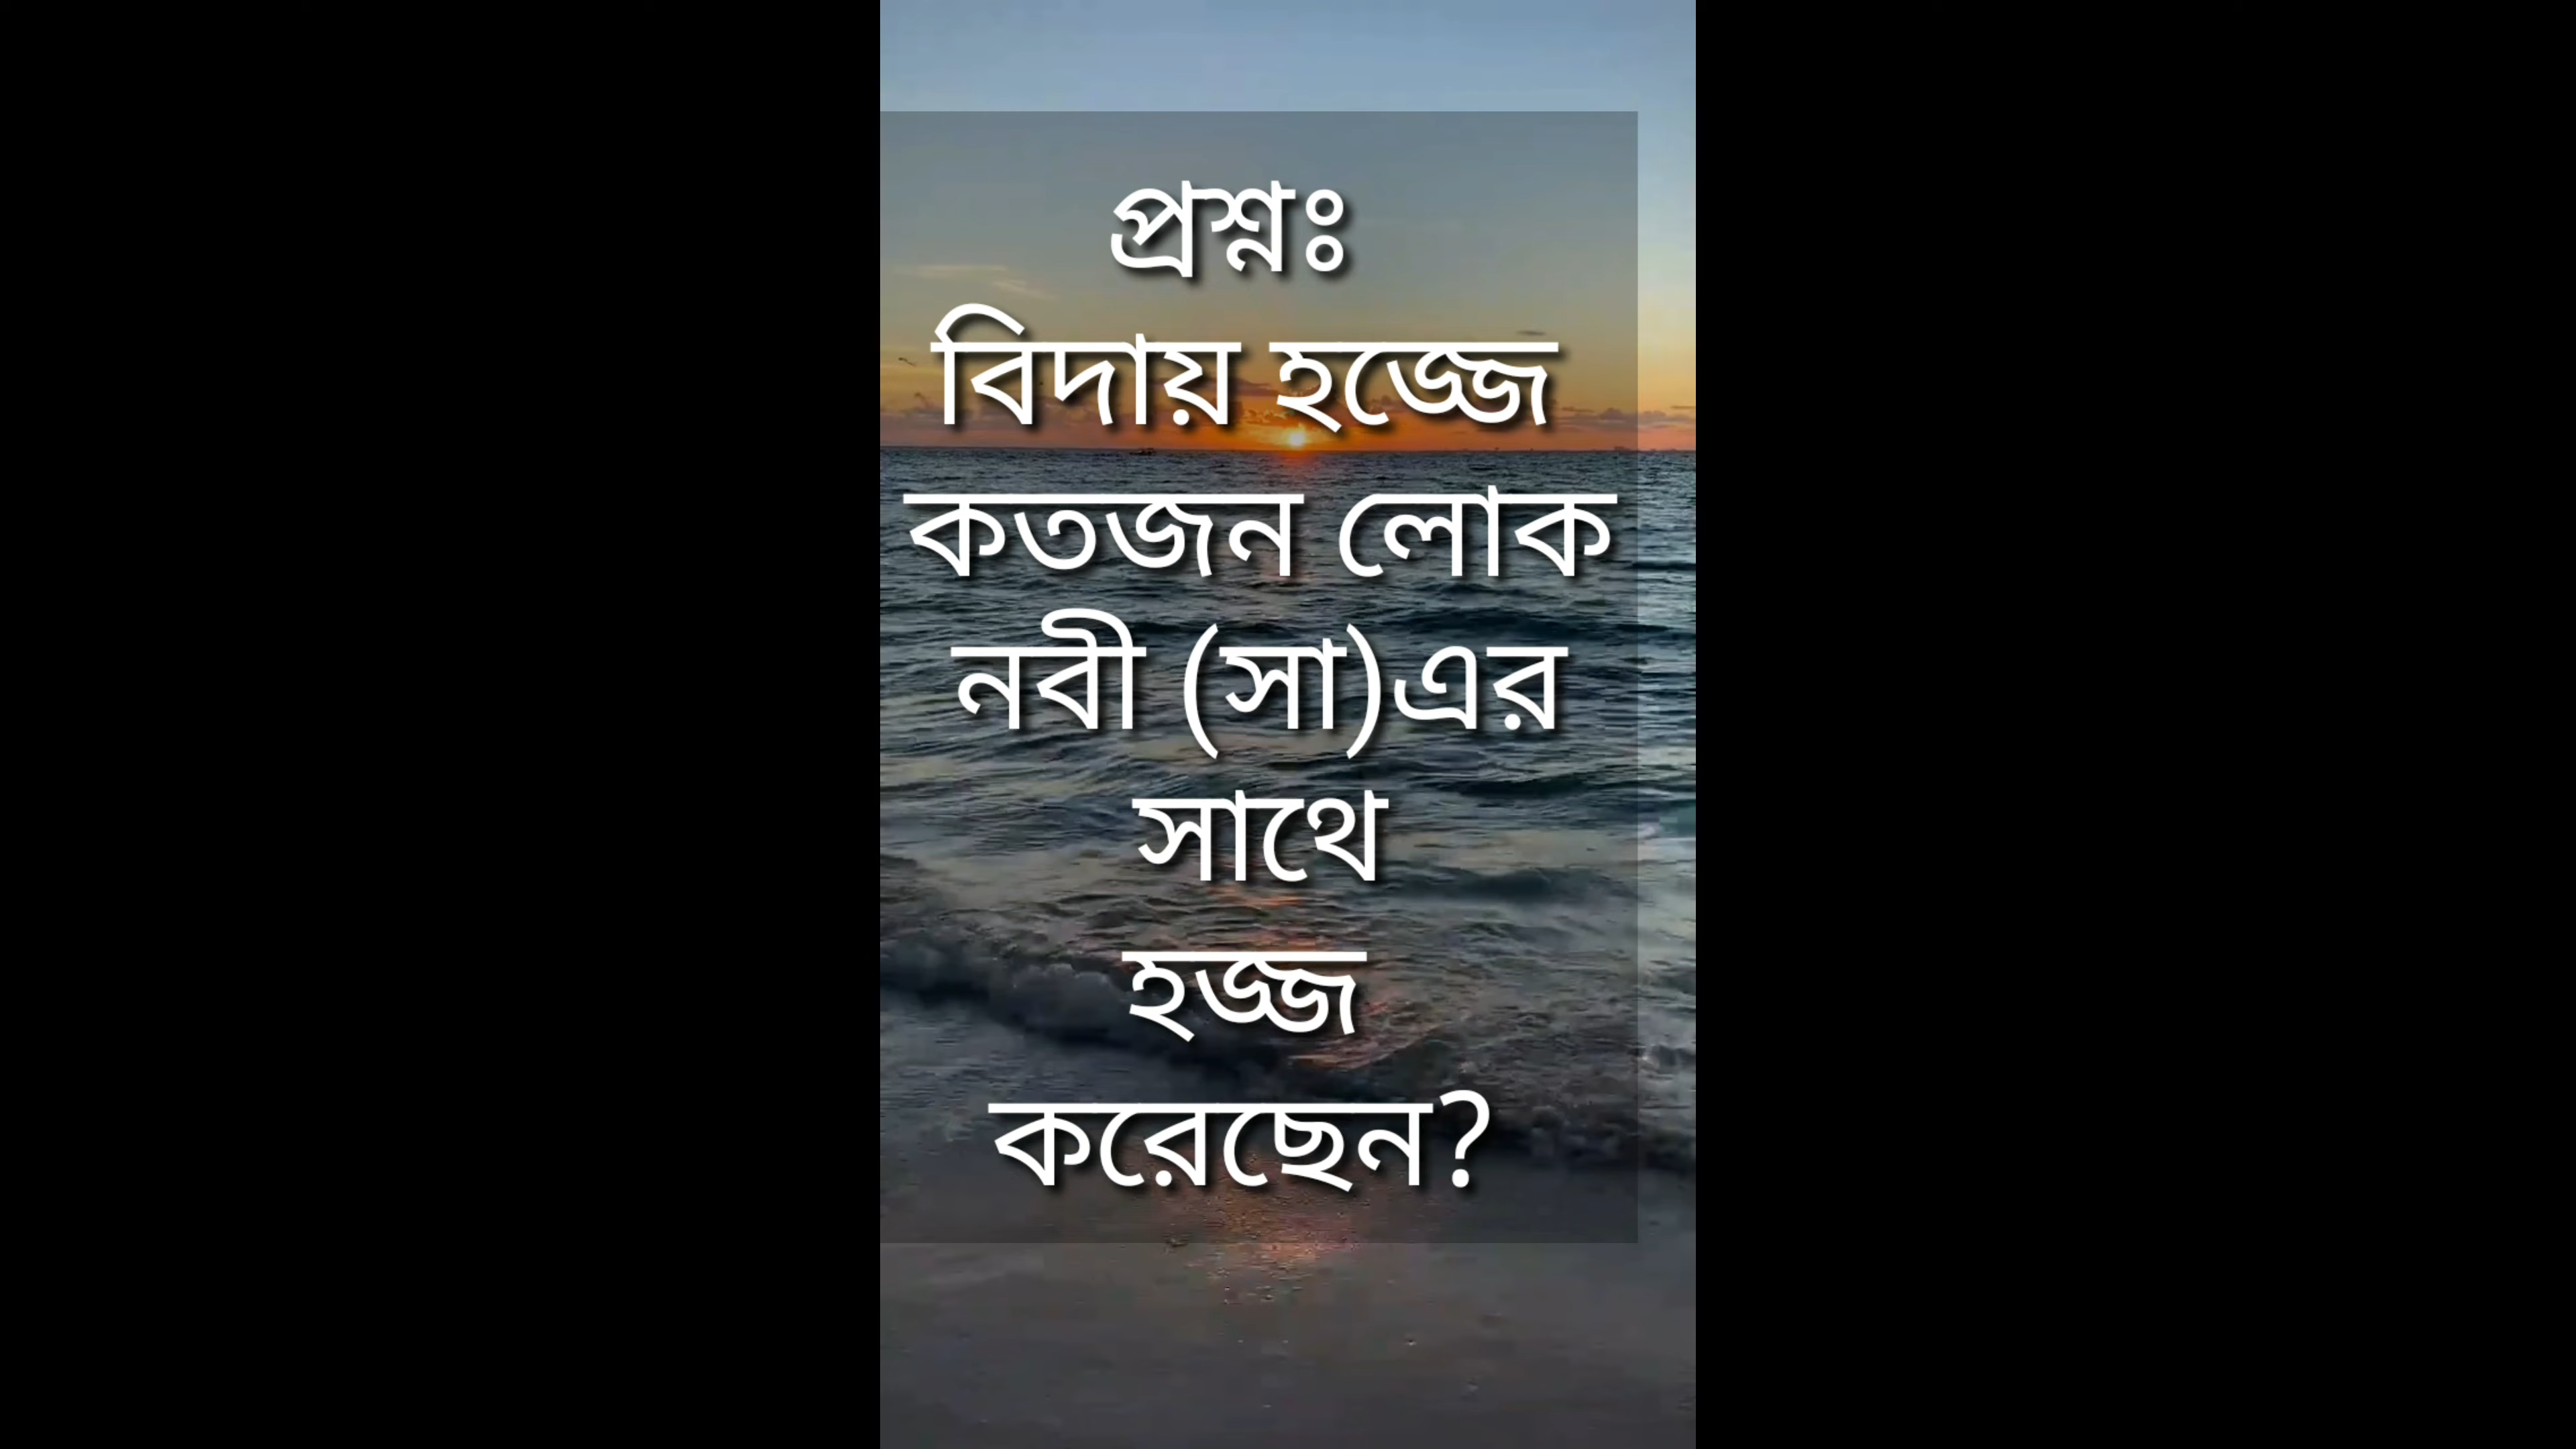 প্রশ্নঃ
বিদায় হজ্জে
কতজন লোক
নবী (সা)এর
সাথে
হজ্জ
করেছেন?